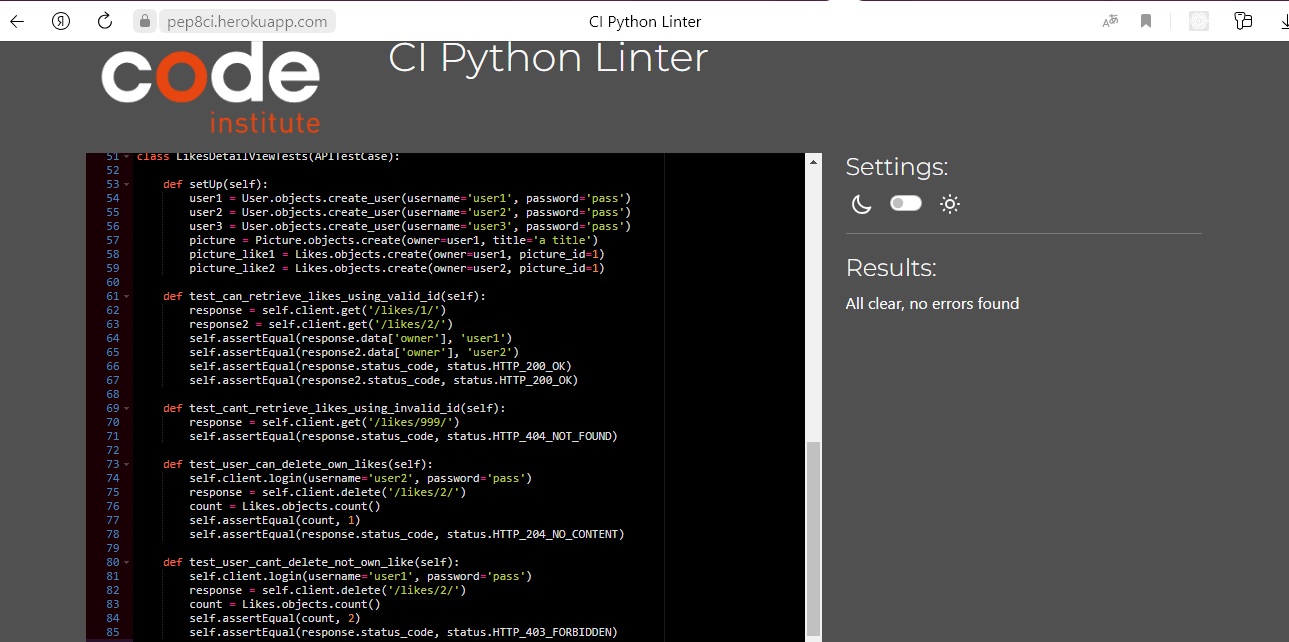 pep8ci.herokuapp.com
CI Python Linter
CI Python Linter
code
institute
51 class LikesDetailViewTests(APITestCase):
52
53 def setUp(self):
54 user1 = User.objects.create_user(username='user1', password='pass')
55 user2 = User.objects.create_user(username='user2', password='pass')
56 user3 = User.objects.create_user(username='user3', password='pass')
57 picture = Picture.objects.create(owner=user1, title='a title')
58 picture_like1 = Likes.objects.create(owner=user1, picture_id=1)
59 picture_like2 = Likes.objects.create(owner=user2, picture_id=1)
60
61 def test_can_retrieve_likes_using_valid_id(self):
62 response = self.client.get('/likes/1/')
63 response2 = self.client.get('/likes/2/')
64 self.assertEqual(response.data['owner'], 'user1')
65 self.assertEqual(response2.data['owner'], 'user2')
66 self.assertEqual(response.status_code, status.HTTP_200_OK)
67 self.assertEqual(response2.status_code, status.HTTP_200_OK)
68
69 def test_cant_retrieve_likes_using_invalid_id(self):
70 response = self.client.get('/likes/999/')
71 self.assertEqual(response.status_code, status.HTTP_404_NOT_FOUND)
72
73 def test_user_can_delete_own_likes(self):
74 self.client.login(username='user2', password='pass')
75 response = self.client.delete('/likes/2/')
76 count = Likes.objects.count()
77 self.assertEqual(count, 1)
78 self.assertEqual(response.status_code, status.HTTP_204_NO_CONTENT)
79
80 def test_user_cant_delete_not_own_like(self):
81 self.client.login(username='user1', password='pass')
82 response = self.client.delete('/likes/2/')
83 count = Likes.objects.count()
84 self.assertEqual(count, 2)
85 self.assertEqual(response.status_code, status.HTTP_403_FORBIDDEN)
Settings:
Results:
All clear, no errors found